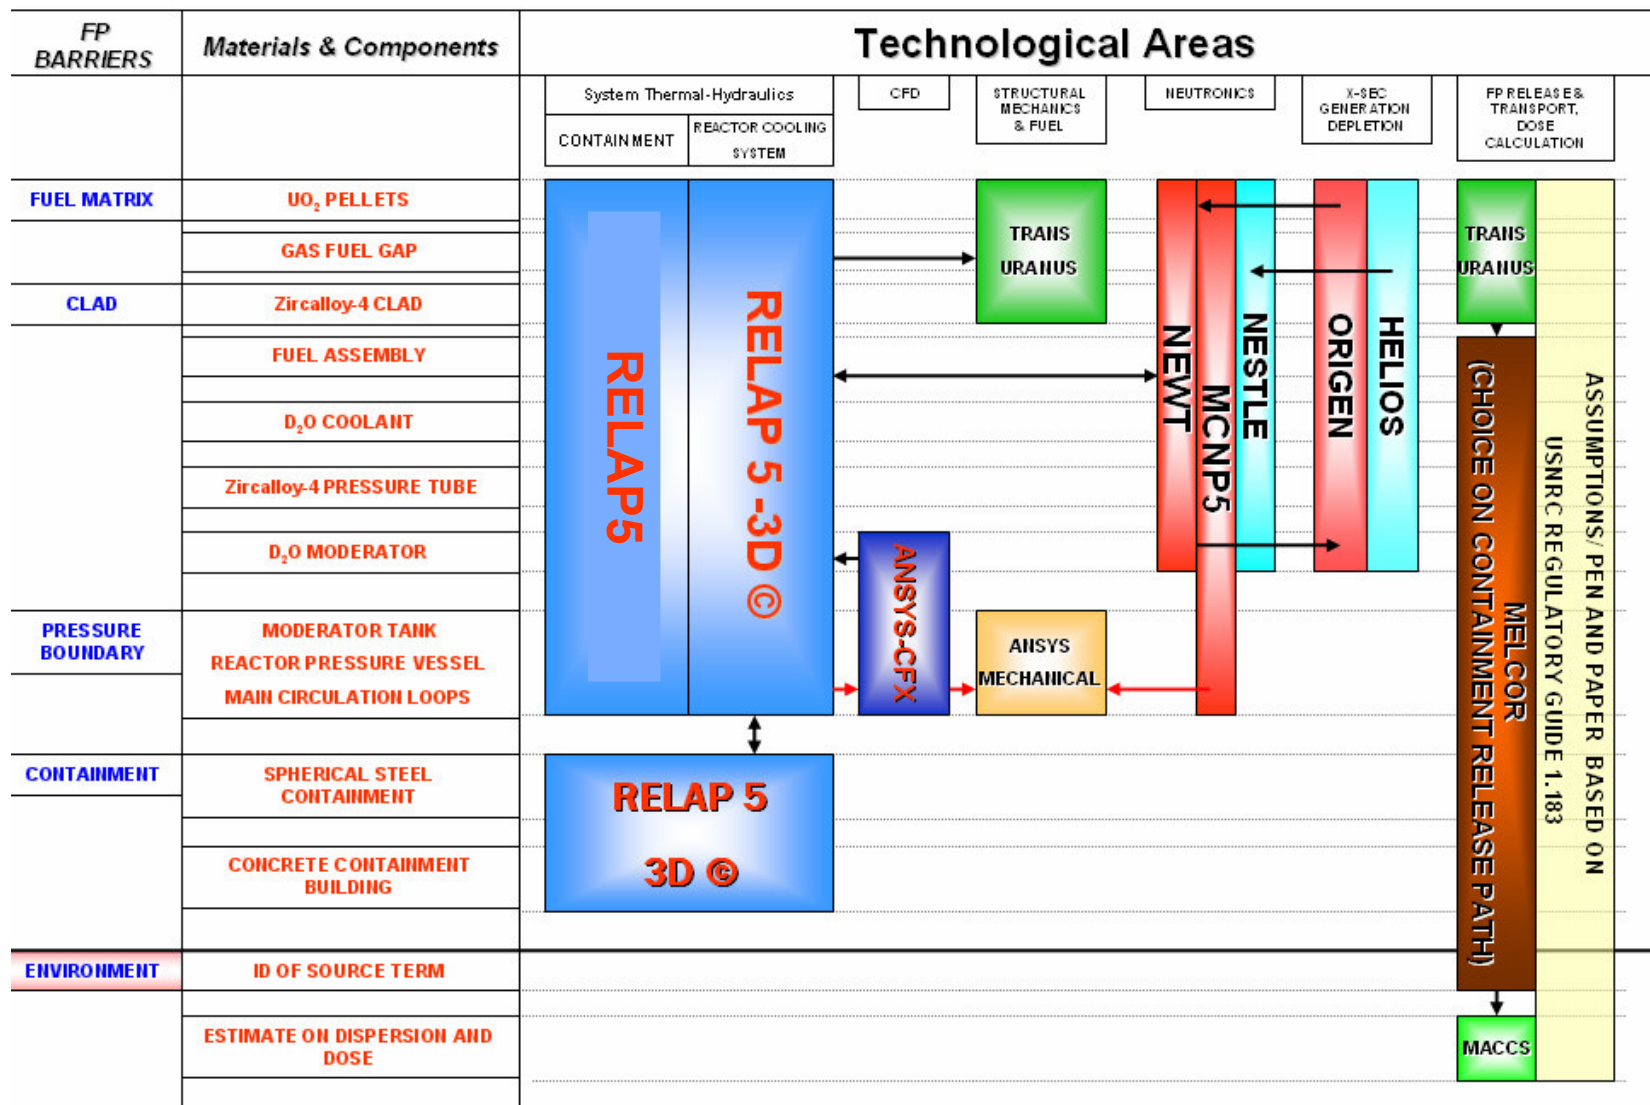 FP
BARRIERS
Materials & Components
Technological Areas
System Thermal-Hydraulics
CONTAINMENT
REACTOR COOLING
SYSTEM
CFD
STRUCTURAL
MECHANICS
& FUEL
NEUTRONICS
X-SEC
GENERATION
DEPLETION
FP RELEASE &
TRANSPORT,
DOSE
CALCULATION
FUEL MATRIX
UO₂ PELLETS
GAS FUEL GAP
CLAD
Zircalloy-4 CLAD
FUEL ASSEMBLY
D₂O COOLANT
Zircalloy-4 PRESSURE TUBE
D₂O MODERATOR
PRESSURE
BOUNDARY
MODERATOR TANK
REACTOR PRESSURE VESSEL
MAIN CIRCULATION LOOPS
CONTAINMENT
SPHERICAL STEEL
CONTAINMENT
CONCRETE CONTAINMENT
BUILDING
ENVIRONMENT
ID OF SOURCE TERM
ESTIMATE ON DISPERSION AND
DOSE
RELAP5
RELAP 5 -3D ©
RELAP 5
3D ©
ANSYS-CFX
TRANS
URANUS
ANSYS
MECHANICAL
NEWT
MCNP5
NESTLE
ORIGEN
HELIOS
TRANS
URANUS
MELCOR
(CHOICE ON CONTAINMENT RELEASE PATH)
MACCS
ASSUMPTIONS/ PEN AND PAPER BASED ON
USNRC REGULATORY GUIDE 1.183